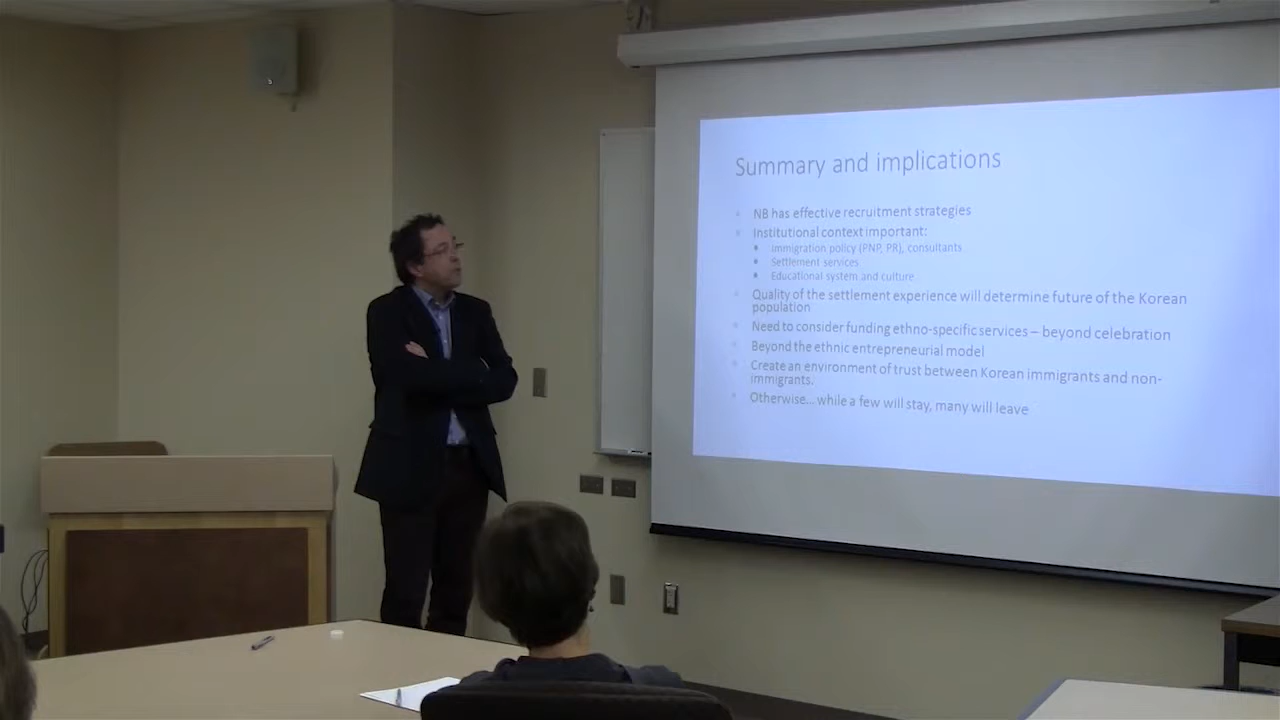 Summary and implications
NB has effective recruitment strategies
Institutional context important:
Immigration policy (PNP, PR), consultants
Settlement services
Educational system and culture
Quality of the settlement experience will determine future of the Korean
population
Need to consider funding ethno-specific services – beyond celebration
Beyond the ethnic entrepreneurial model
Create an environment of trust between Korean immigrants and non-
immigrants.
Otherwise... while a few will stay, many will leave